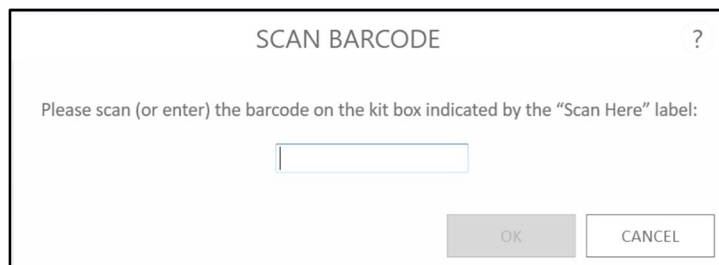 SCAN BARCODE
?
Please scan (or enter) the barcode on the kit box indicated by the “Scan Here” label:
OK
CANCEL